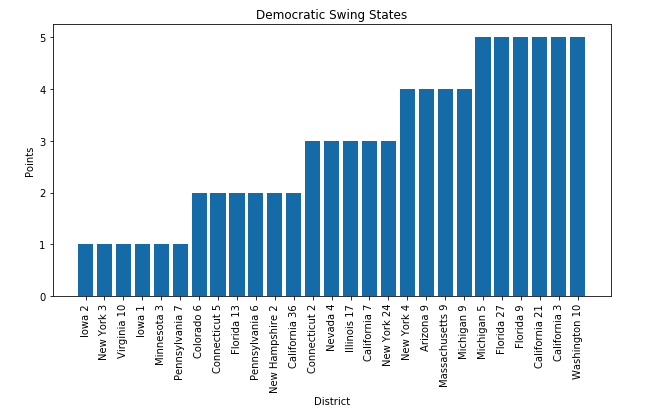 Democratic Swing States
5
4
3
2
1
0
Points
Iowa 2
New York 3
Virginia 10
Iowa 1
Minnesota 3
Pennsylvania 7
Colorado 6
Connecticut 5
Florida 13
Pennsylvania 6
New Hampshire 2
California 36
Connecticut 2
Nevada 4
Illinois 17
California 7
New York 24
New York 4
Arizona 9
Massachusetts 9
Michigan 9
Michigan 5
Florida 27
Florida 9
California 21
California 3
Washington 10
District